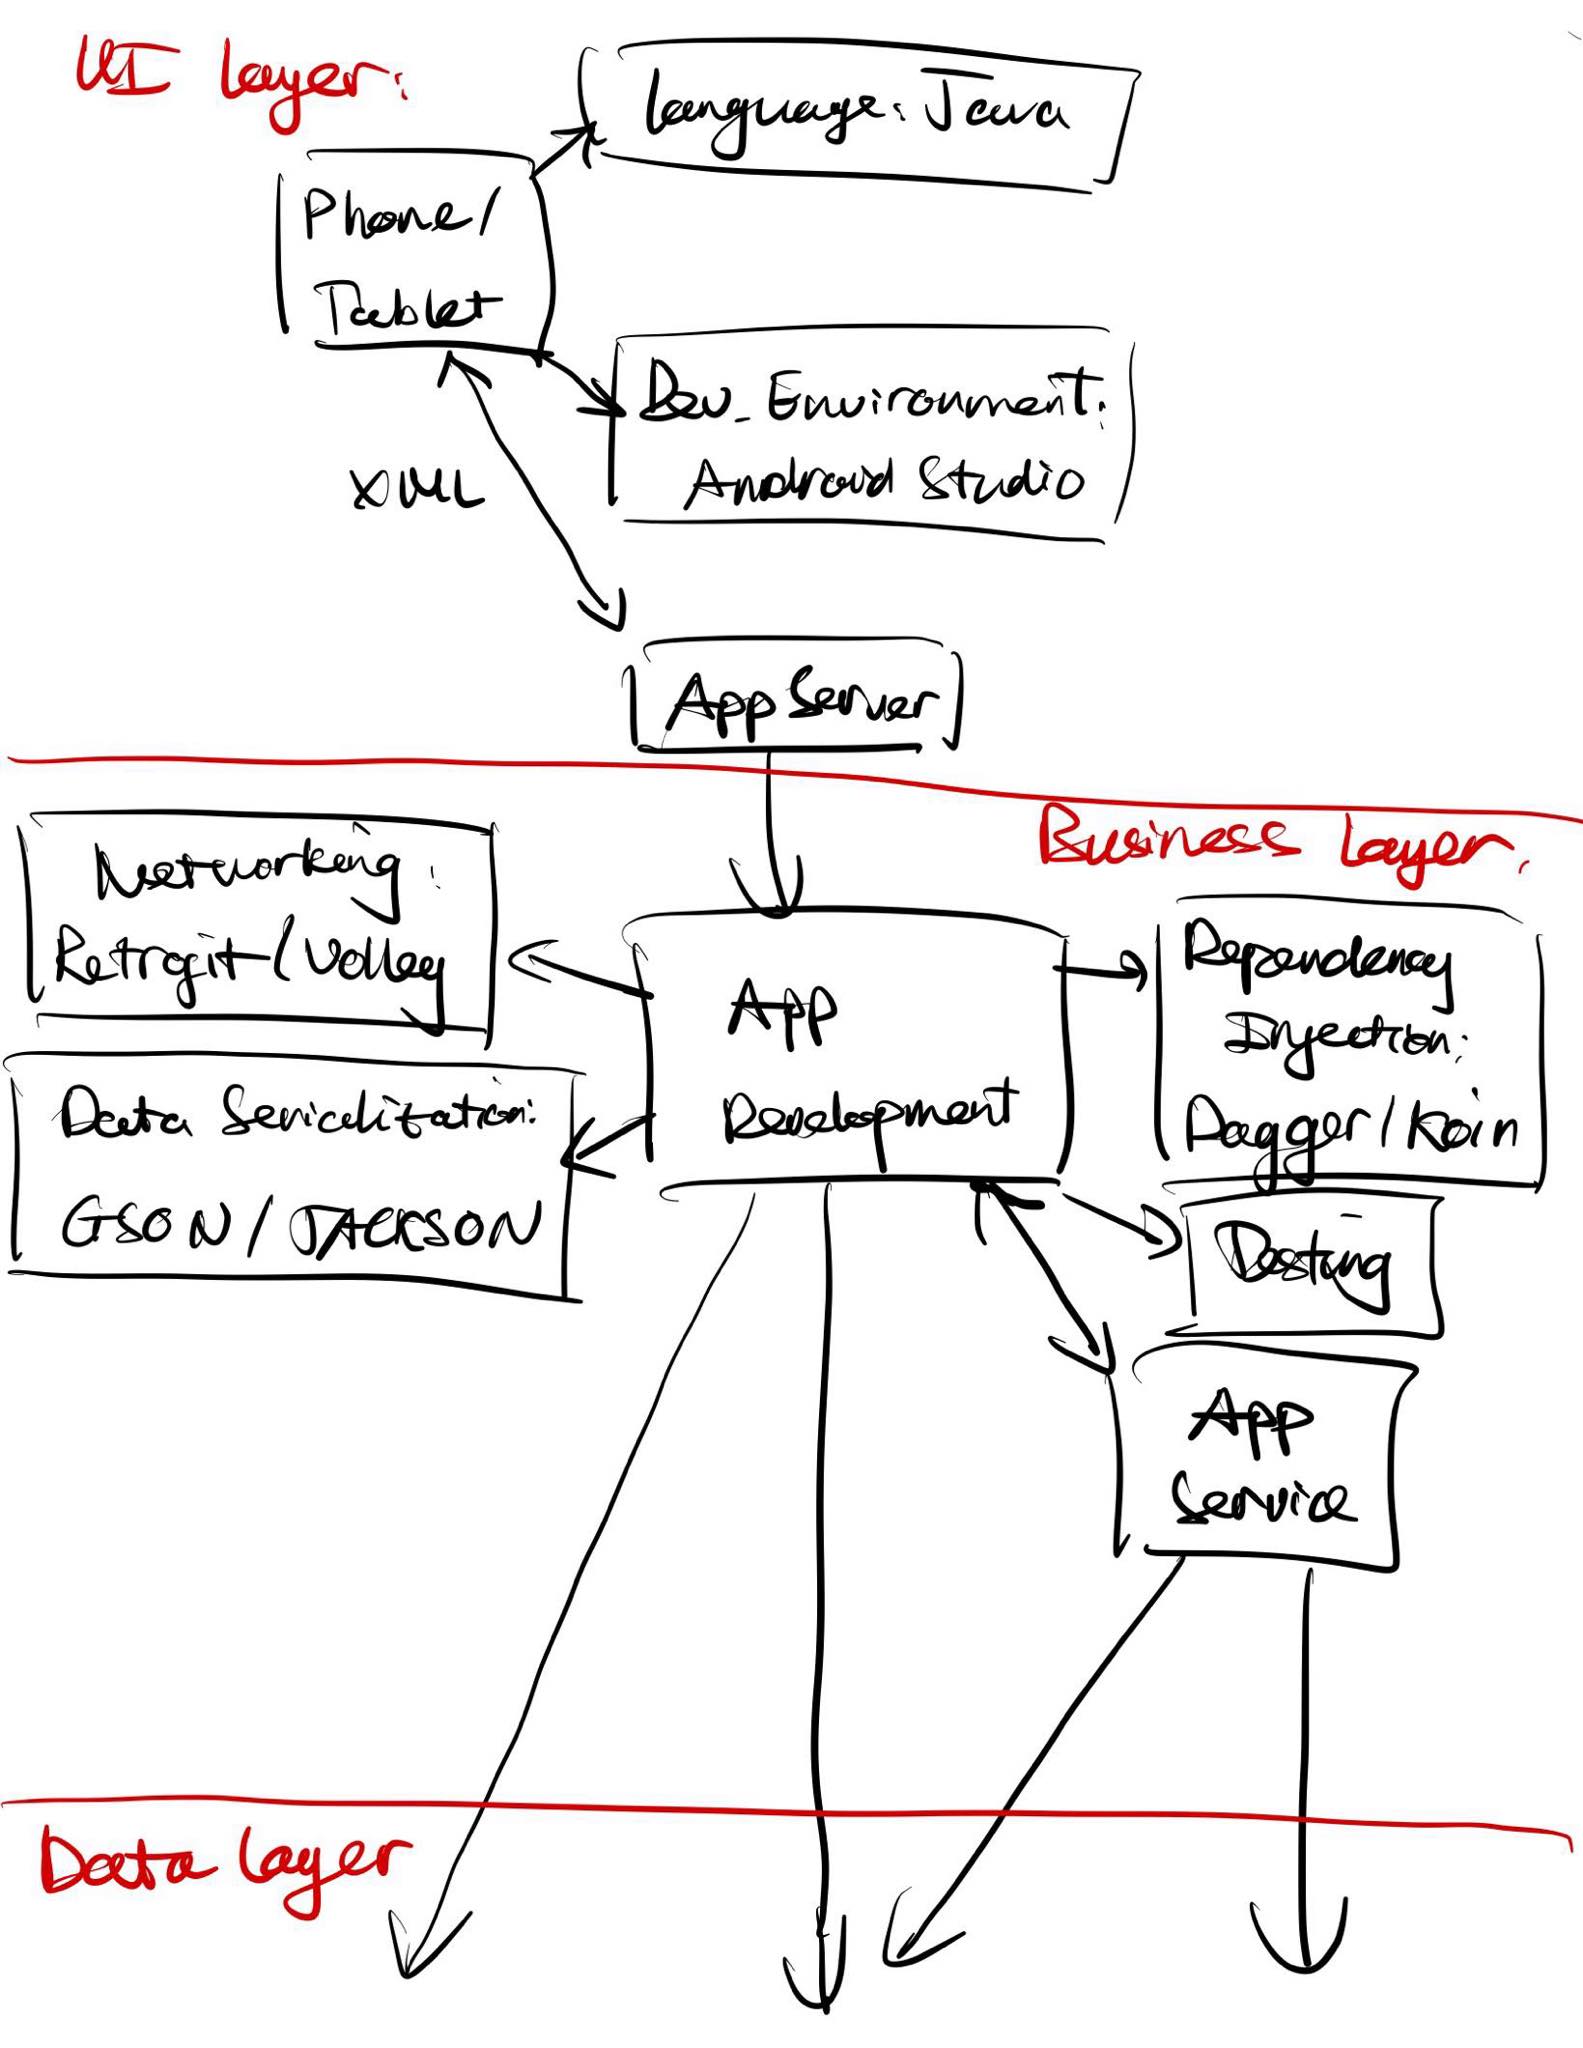 UI layer:
language: Java
Phone/
Tablet
Dev_Environment:
Android Studio
XML
App Server
Business layer.
Networking:
Retrofit/Volley
Data Serialization:
GSON/JACKSON
App
Development
Dependency
Injection:
Dagger/Koin
Testing
App
Service
Data layer